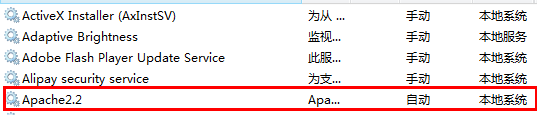 ActiveX Installer (AxInstSV) 为从 ... 手动 本地系统
Adaptive Brightness 监视... 手动 本地服务
Adobe Flash Player Update Service 此服... 手动 本地系统
Alipay security service 为支... 手动 本地系统
Apache2.2 Apa... 自动 本地系统